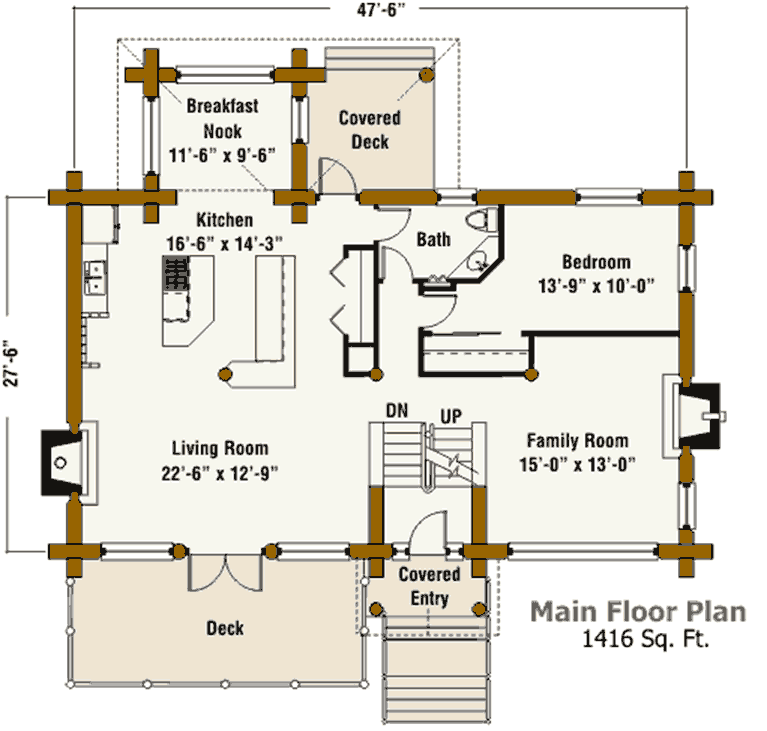 47'-6"
Breakfast
Nook
11'-6" x 9'-6"
Covered
Deck
Kitchen
16'-6" x 14'-3"
Bath
Bedroom
13'-9" x 10'-0"
27'-6"
DN
UP
Living Room
22'-6" x 12'-9"
Family Room
15'-0" x 13'-0"
Covered
Entry
Deck
Main Floor Plan
1416 Sq. Ft.